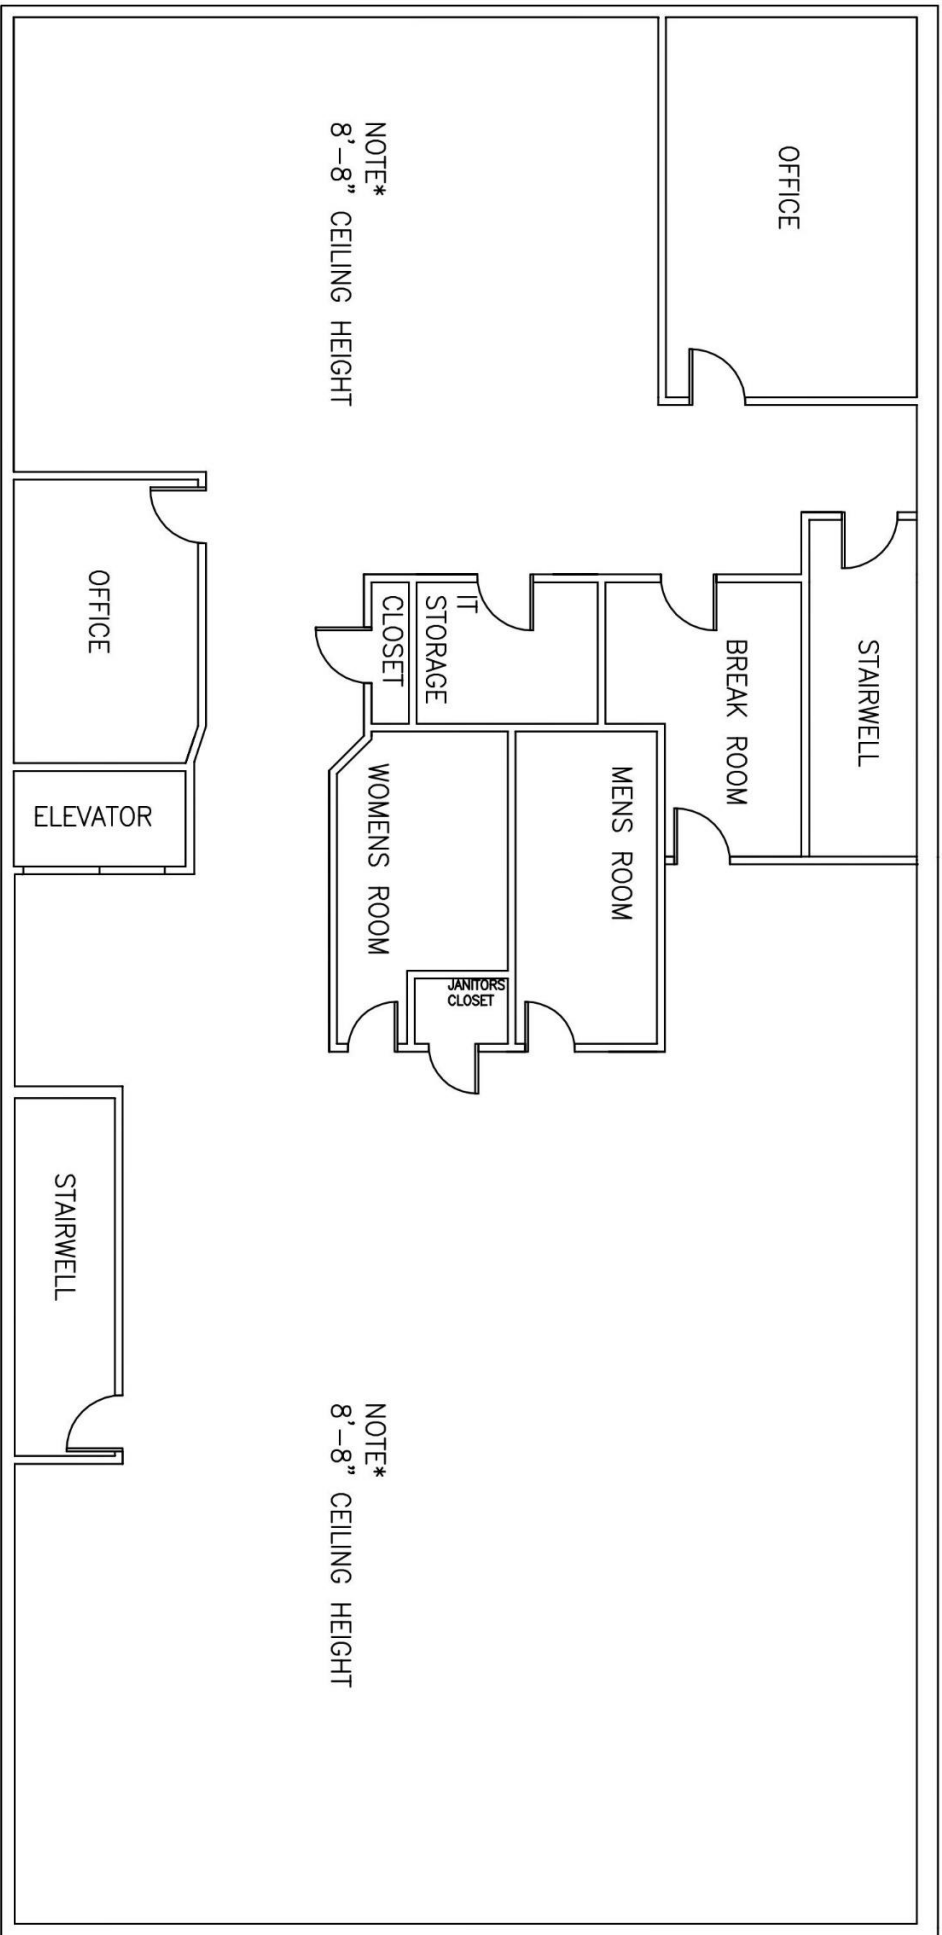 OFFICE
NOTE*
8'-8" CEILING HEIGHT
OFFICE
IT
STORAGE
CLOSET
BREAK ROOM
STAIRWELL
ELEVATOR
WOMENS ROOM
MENS ROOM
JANITORS
CLOSET
STAIRWELL
NOTE*
8'-8" CEILING HEIGHT